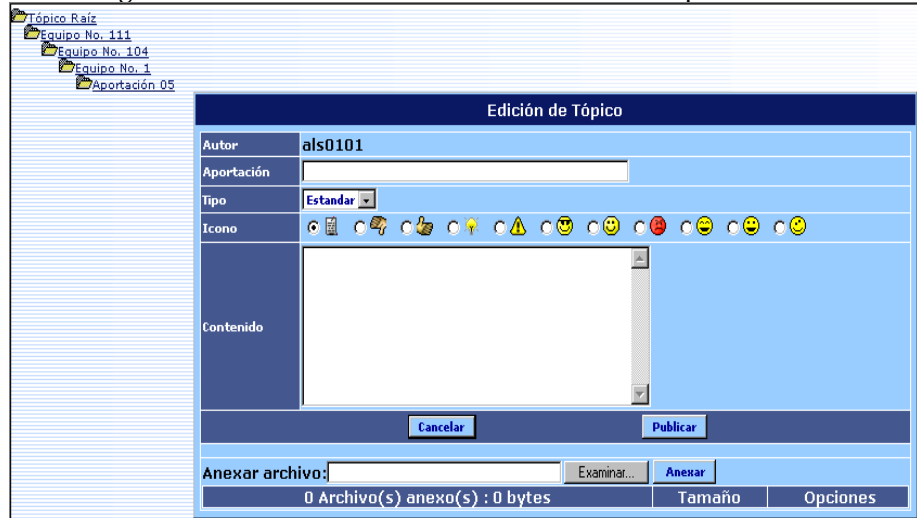 Tópico Raíz
Equipo No. 111
Equipo No. 104
Equipo No. 1
Aportación 05
Edición de Tópico
Autor als0101
Aportación
Tipo Estandar
Icono
Contenido
Cancelar Publicar
Anexar archivo: Examinar... Anexar
0 Archivo(s) anexo(s) : 0 bytes Tamaño Opciones